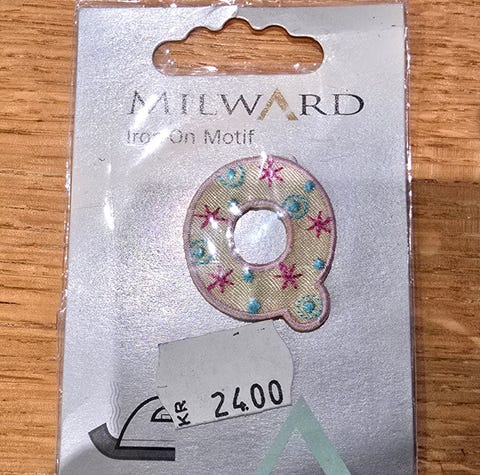 MILWARD
Iron On Motif
Q
KR 24.00